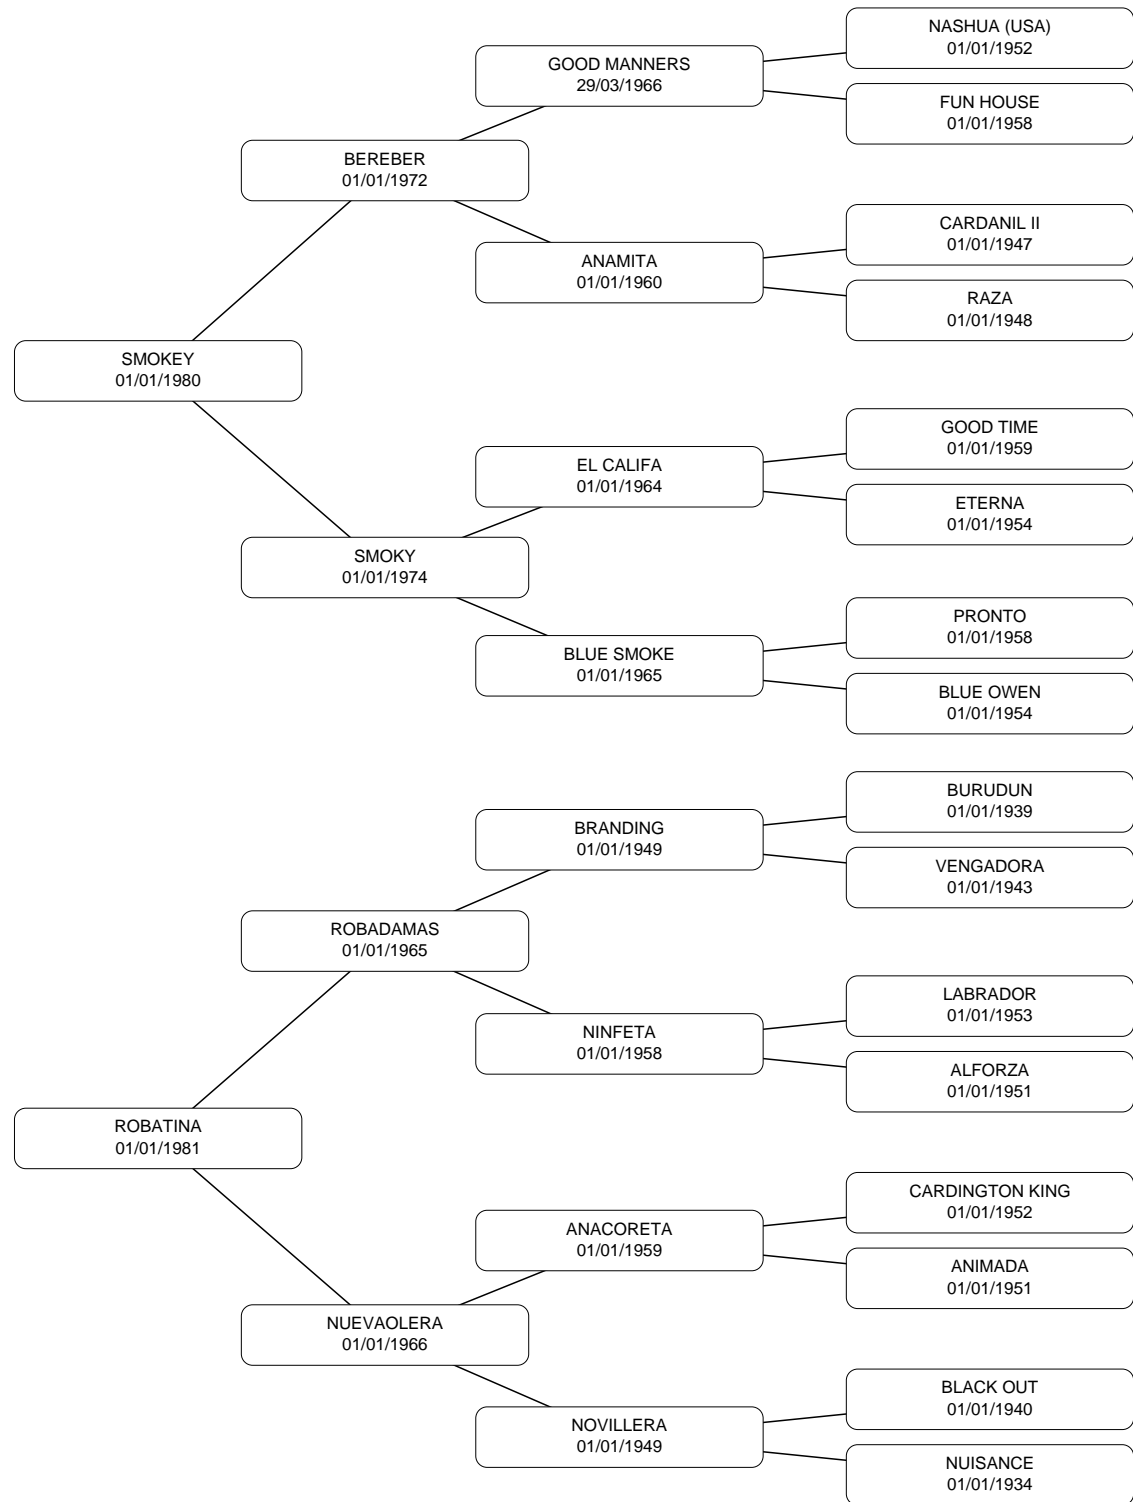 NASHUA (USA)
01/01/1952
GOOD MANNERS
29/03/1966
FUN HOUSE
01/01/1958
BEREBER
01/01/1972
CARDANIL II
01/01/1947
ANAMITA
01/01/1960
RAZA
01/01/1948
SMOKEY
01/01/1980
GOOD TIME
01/01/1959
EL CALIFA
01/01/1964
ETERNA
01/01/1954
SMOKY
01/01/1974
PRONTO
01/01/1958
BLUE SMOKE
01/01/1965
BLUE OWEN
01/01/1954
BURUDUN
01/01/1939
BRANDING
01/01/1949
VENGADORA
01/01/1943
ROBADAMAS
01/01/1965
LABRADOR
01/01/1953
NINFETA
01/01/1958
ALFORZA
01/01/1951
ROBATINA
01/01/1981
CARDINGTON KING
01/01/1952
ANACORETA
01/01/1959
ANIMADA
01/01/1951
NUEVAOLERA
01/01/1966
BLACK OUT
01/01/1940
NOVILLERA
01/01/1949
NUISANCE
01/01/1934